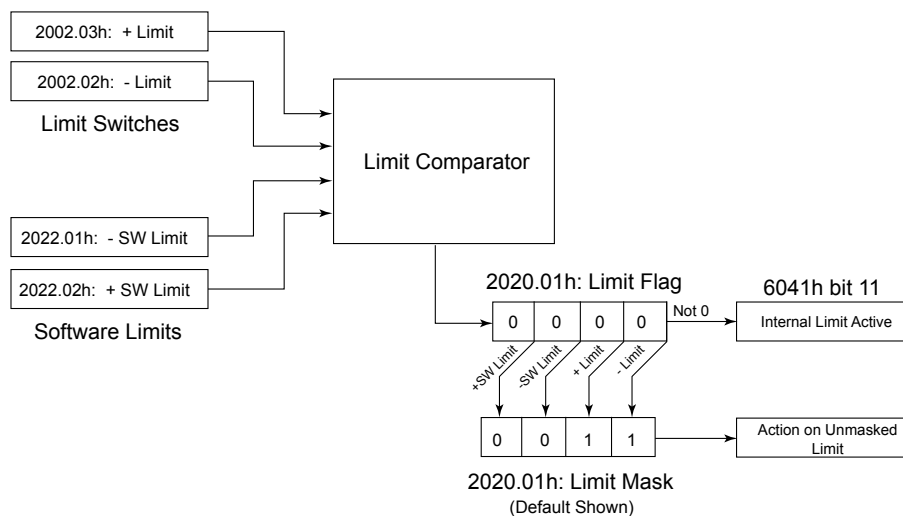 2002.03h: + Limit
2002.02h: - Limit
Limit Switches
Limit Comparator
2022.01h: - SW Limit
2022.02h: + SW Limit
Software Limits
2020.01h: Limit Flag
6041h bit 11
0 0 0 0
Not 0
Internal Limit Active
+SW Limit
-SW Limit
+ Limit
- Limit
0 0 1 1
Action on Unmasked
Limit
2020.01h: Limit Mask
(Default Shown)